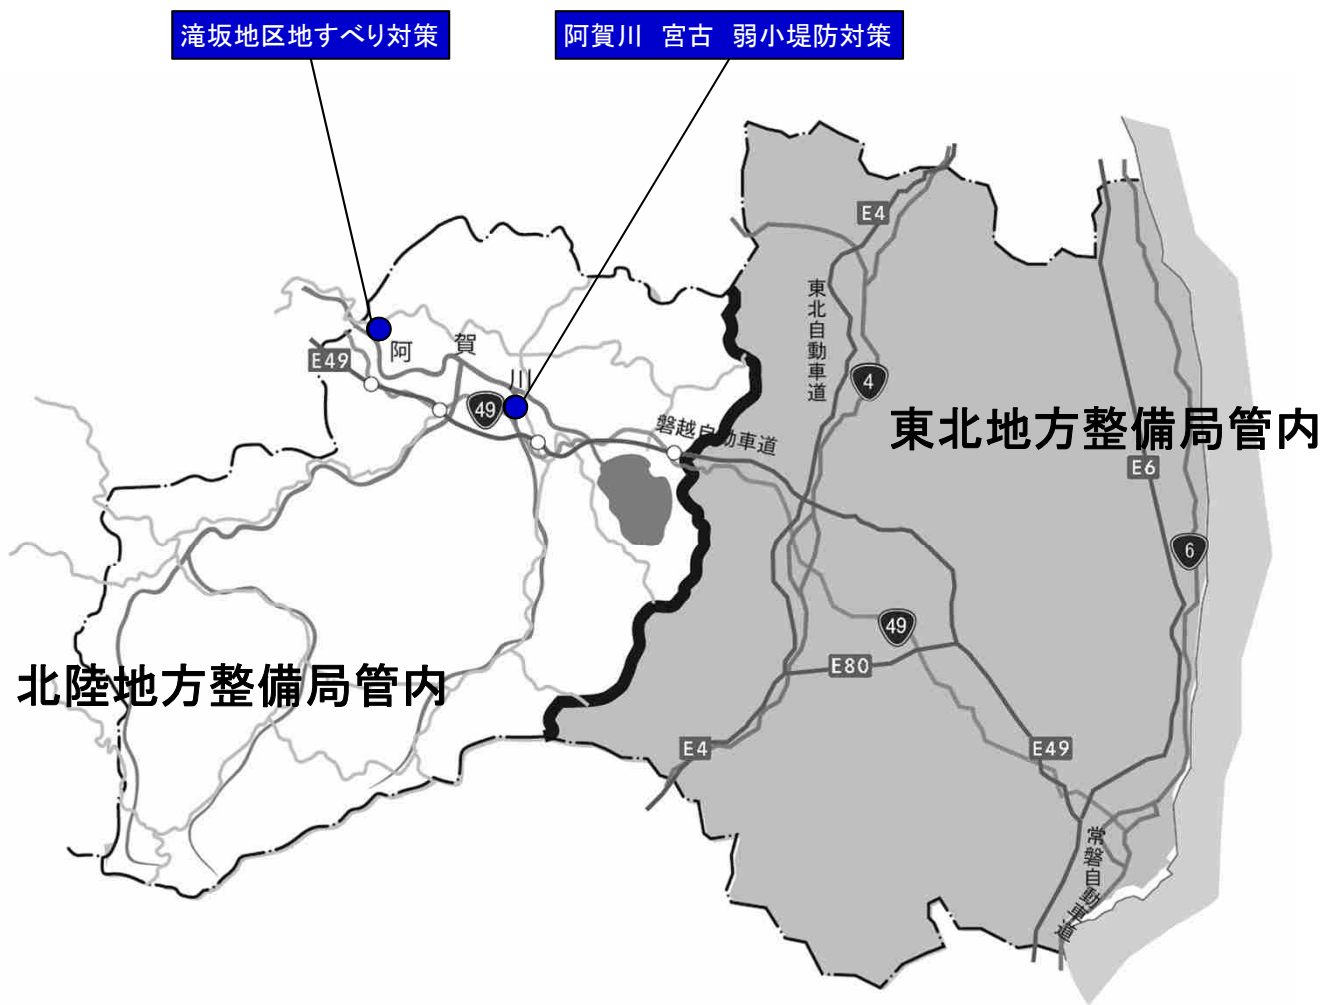 滝坂地区地すべり対策
阿賀川　宮古　弱小堤防対策
E4
東北自動車道
阿賀川
E49
4
49
磐越自動車道
東北地方整備局管内
E6
6
49
北陸地方整備局管内
E80
E4
E49
常磐自動車道